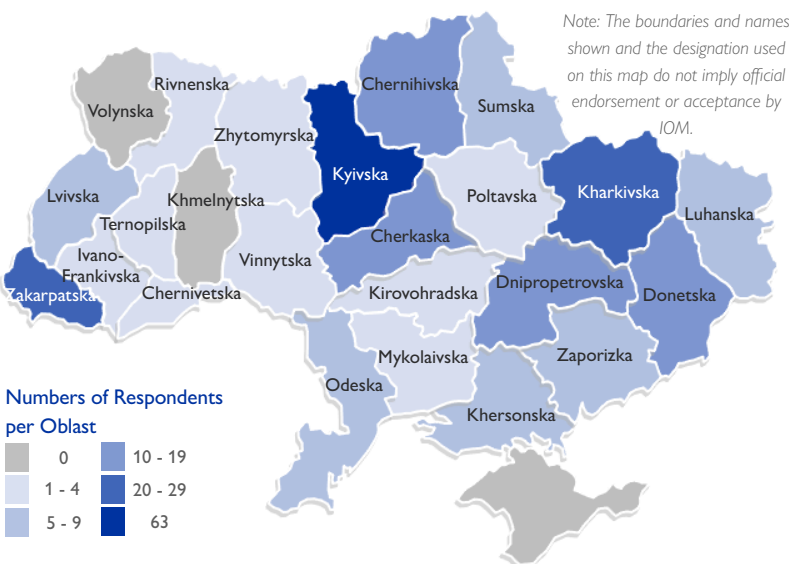 Note: The boundaries and names
shown and the designation used
on this map do not imply official
endorsement or acceptance by
IOM.
Rivnenska
Volynska
Chernihivska
Sumska
Zhytomyrska
Kyivska
Lvivska
Khmelnytska
Poltavska
Kharkivska
Luhanska
Ternopilska
Cherkaska
Ivano-
Frankivska
Vinnytska
Zakarpatska
Chernivetska
Kirovohradska
Dnipropetrovska
Donetska
Mykolaivska
Zaporizka
Odeska
Khersonska
Numbers of Respondents
per Oblast
0
10 - 19
1 - 4
20 - 29
5 - 9
63